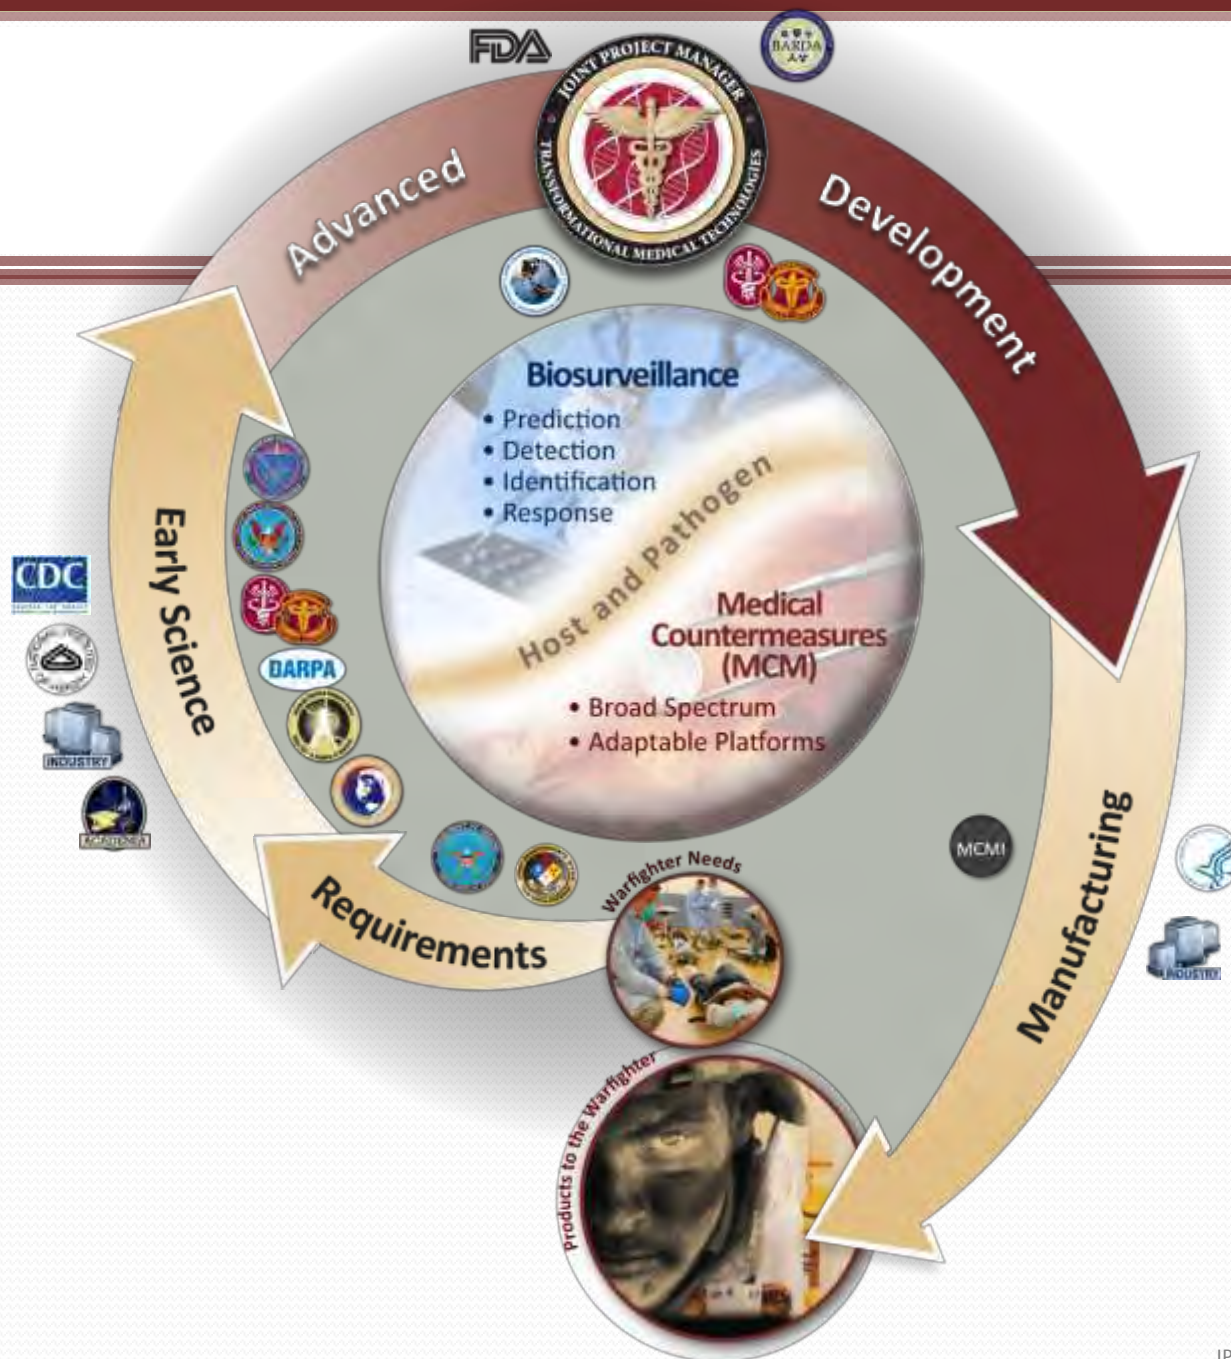 FDA
BARDA
JOINT PROJECT MANAGER
TRANSFORMATIONAL MEDICAL TECHNOLOGIES
Advanced
Development
Biosurveillance
• Prediction
• Detection
• Identification
• Response
Host and Pathogen
Medical
Countermeasures
(MCM)
• Broad Spectrum
• Adaptable Platforms
Early Science
CDC
DARPA
INDUSTRY
ACADEMIA
Requirements
Warfighter Needs
MCMI
Manufacturing
INDUSTRY
Products to the Warfighter